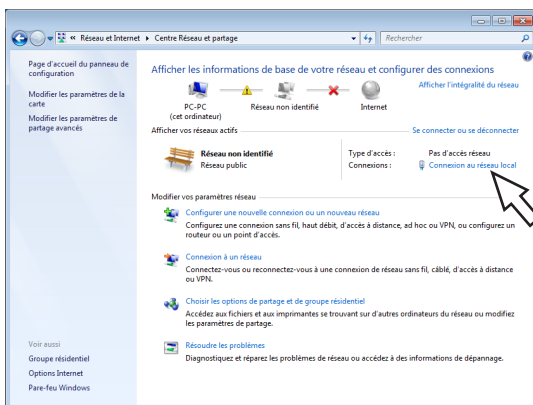 « Réseau et Internet ▸ Centre Réseau et partage
Rechercher
Page d'accueil du panneau de
configuration
Modifier les paramètres de la
carte
Modifier les paramètres de
partage avancés
Voir aussi
Groupe résidentiel
Options Internet
Pare-feu Windows
Afficher les informations de base de votre réseau et configurer des connexions
Afficher l'intégralité du réseau
PC-PC
(cet ordinateur)
Réseau non identifié
Internet
Afficher vos réseaux actifs
Se connecter ou se déconnecter
Réseau non identifié
Réseau public
Type d'accès : Pas d'accès réseau
Connexions : Connexion au réseau local
Modifier vos paramètres réseau
Configurer une nouvelle connexion ou un nouveau réseau
Configurez une connexion sans fil, haut débit, d'accès à distance, ad hoc ou VPN, ou configurez un
routeur ou un point d'accès.
Connexion à un réseau
Connectez-vous ou reconnectez-vous à une connexion de réseau sans fil, câblé, d'accès à distance
ou VPN.
Choisir les options de partage et de groupe résidentiel
Accédez aux fichiers et aux imprimantes se trouvant sur d'autres ordinateurs du réseau ou modifiez
les paramètres de partage.
Résoudre les problèmes
Diagnostiquez et réparez les problèmes de réseau ou accédez à des informations de dépannage.